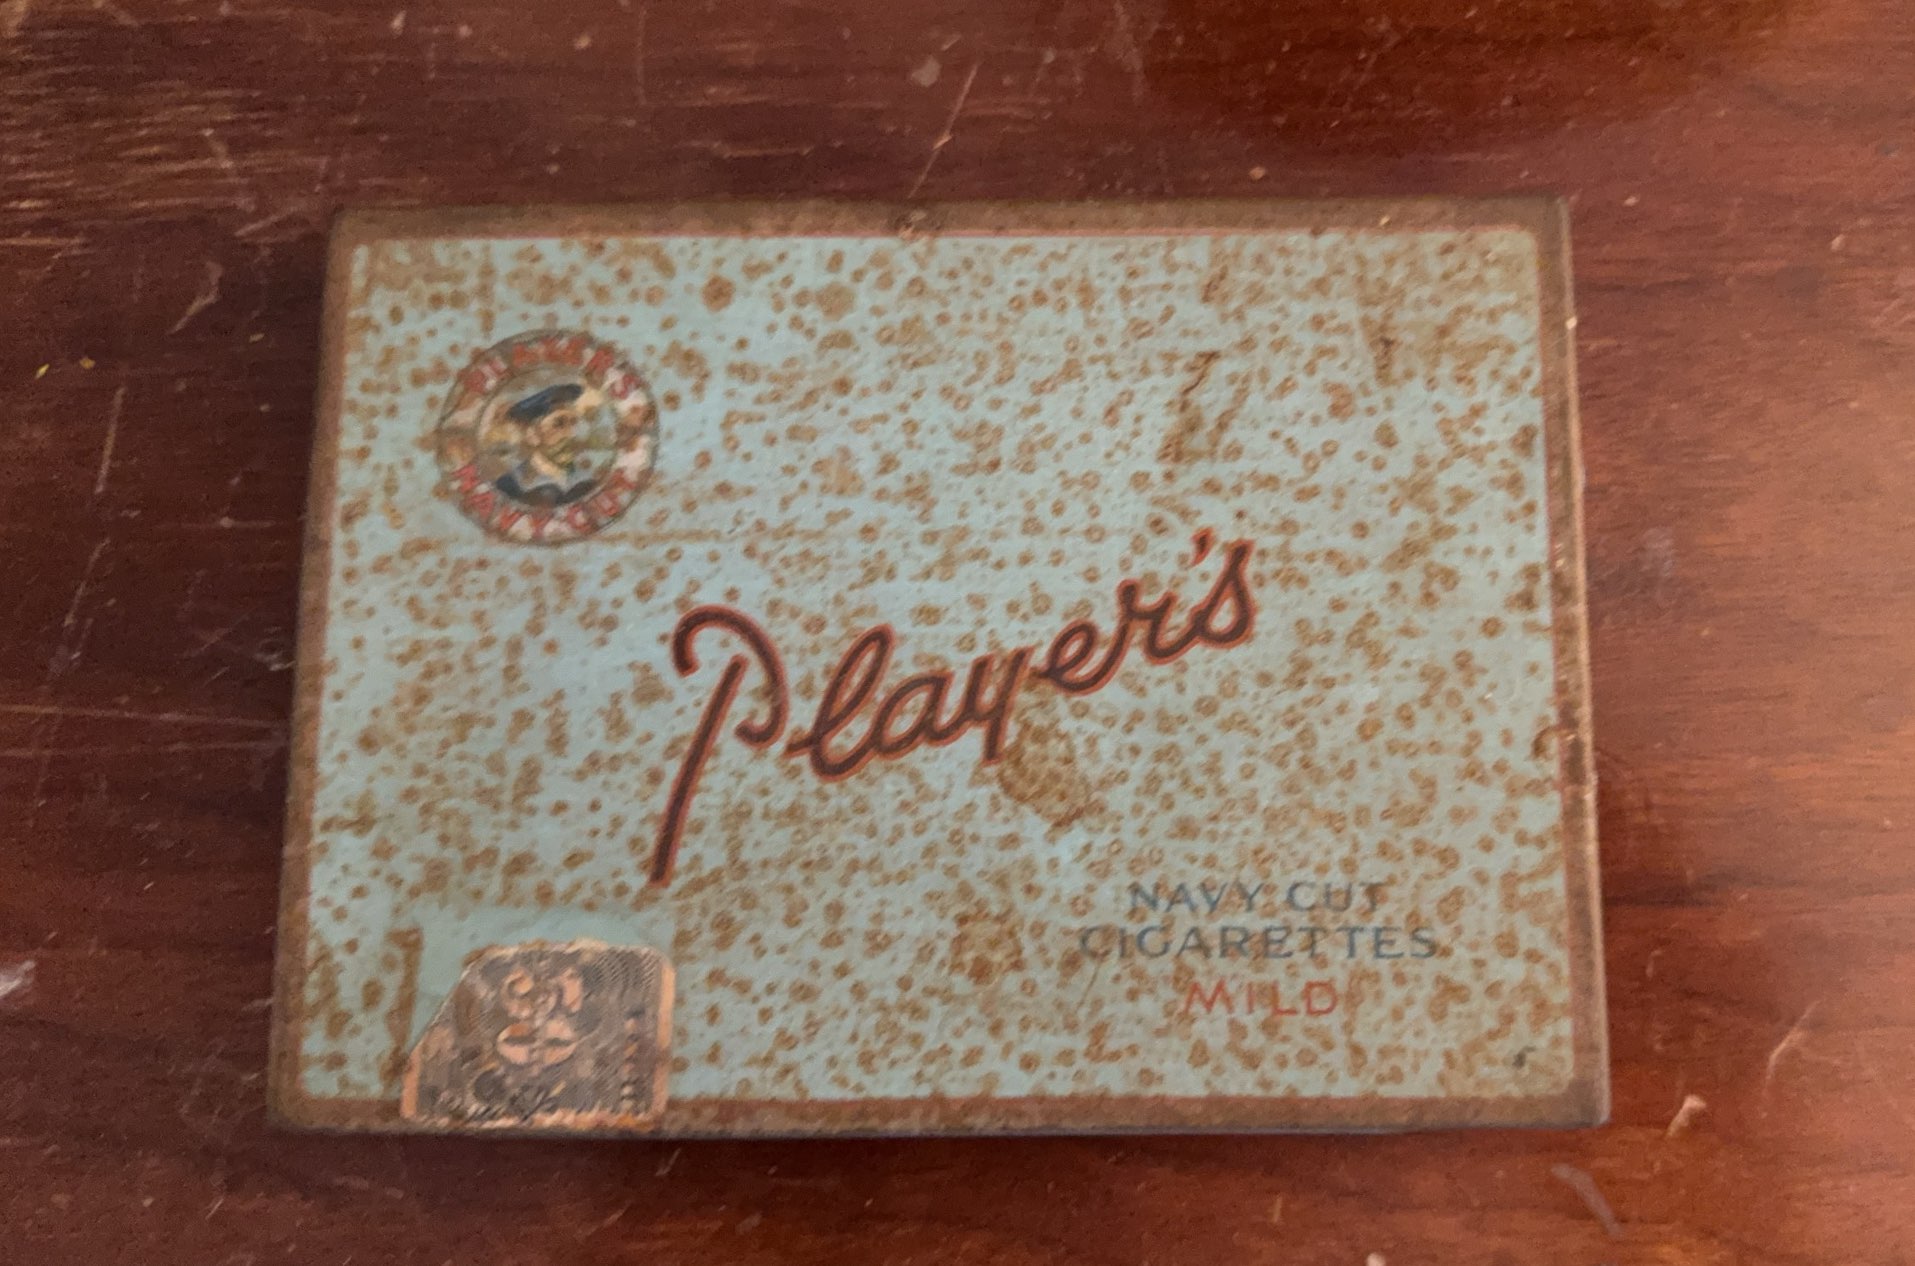 PLAYER'S
NAVY CUT
Player's
NAVY CUT
CIGARETTES
MILD